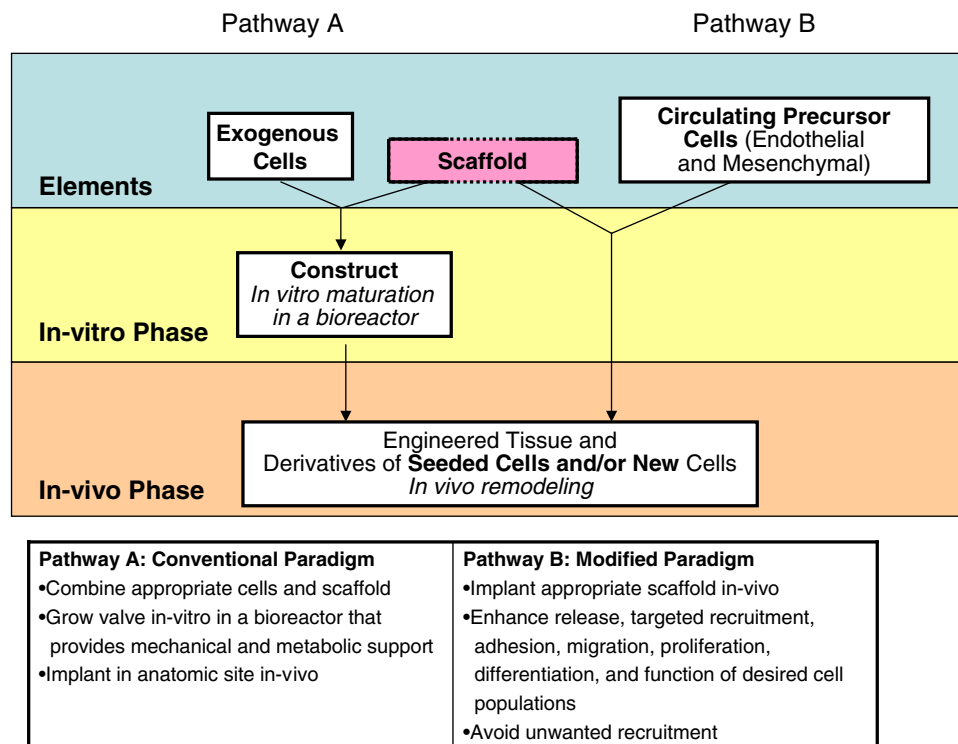 Pathway A
Pathway B
Exogenous
Cells
Scaffold
Circulating Precursor
Cells (Endothelial
and Mesenchymal)
Elements
Construct
In vitro maturation
in a bioreactor
In-vitro Phase
Engineered Tissue and
Derivatives of Seeded Cells and/or New Cells
In vivo remodeling
In-vivo Phase
Pathway A: Conventional Paradigm
•Combine appropriate cells and scaffold
•Grow valve in-vitro in a bioreactor that
provides mechanical and metabolic support
•Implant in anatomic site in-vivo
Pathway B: Modified Paradigm
•Implant appropriate scaffold in-vivo
•Enhance release, targeted recruitment,
adhesion, migration, proliferation,
differentiation, and function of desired cell
populations
•Avoid unwanted recruitment